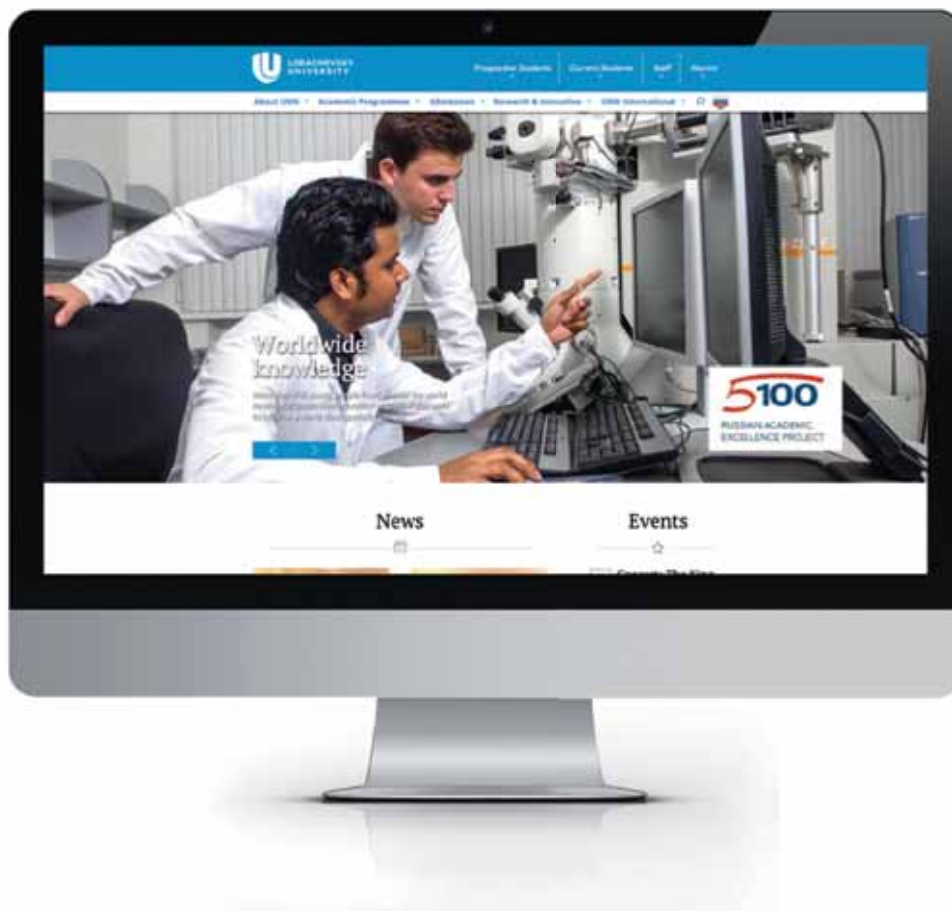 LOBACHEVSKY
UNIVERSITY
Prospective Students
Current Students
Staff
Alumni
About UNN
Academic Programmes
Admissions
Research & Innovation
UNN International
Worldwide
knowledge
5100
RUSSIAN ACADEMIC
EXCELLENCE PROJECT
News
Events